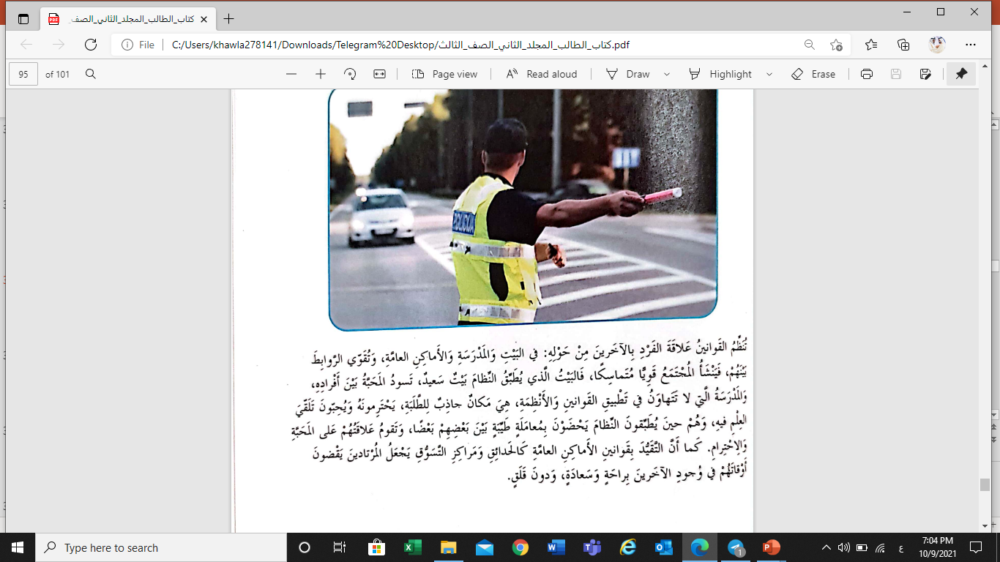 كتاب_الطالب_المجلد_الثاني_الصف_
File
C:/Users/khawla278141/Downloads/Telegram%20Desktop/كتاب_الطالب_المجلد_الثاني_الصف_الثالث.pdf
95 of 101
Page view
Read aloud
Draw
Highlight
Erase
POLICIJA
تُنَظِّمُ القَوانينُ عَلاقَةَ الفَرْدِ بِالآخَرينَ مِنْ حَوْلِهِ: في البَيْتِ وَالمَدْرَسَةِ وَالأَماكِنِ العامَّةِ، وَتُقَوّي الرَّوابِطَ
بَيْنَهُمْ، فَيَنْشَأُ المُجْتَمَعُ قَوِيًّا مُتَماسِكًا، فَالبَيْتُ الَّذي يُطَبِّقُ النِّظامَ بَيْتٌ سَعيدٌ، تَسودُ المَحَبَّةُ بَيْنَ أَفْرادِهِ،
وَالمَدْرَسَةُ الَّتي لا تَتَهاوَنُ في تَطْبيقِ القَوانينِ وَالأَنْظِمَةِ، هِيَ مَكانٌ جاذِبٌ لِلطَّلَبَةِ، يَحْتَرِمونَهُ وَيُحِبّونَ تَلَقِّيَ
العِلْمِ فيهِ، وَهُمْ حينَ يُطَبِّقونَ النِّظامَ يَحْضَوْنَ بِمُعامَلَةٍ طَيِّبَةٍ بَيْنَ بَعْضِهِمْ بَعْضًا، وَتَقومُ عَلاقَتُهُمْ عَلى المَحَبَّةِ
وَالِاحْتِرامِ. كَما أَنَّ التَّقَيُّدَ بِقَوانينِ الأَماكِنِ العامَّةِ كَالحَدائِقِ وَمَراكِزِ التَّسَوُّقِ يَجْعَلُ المُرْتادينَ يَقْضونَ
أَوْقاتَهُمْ في وُجودِ الآخَرينَ بِراحَةٍ وَسَعادَةٍ، وَدونَ قَلَقٍ.
Type here to search
ع
7:04 PM
10/9/2021